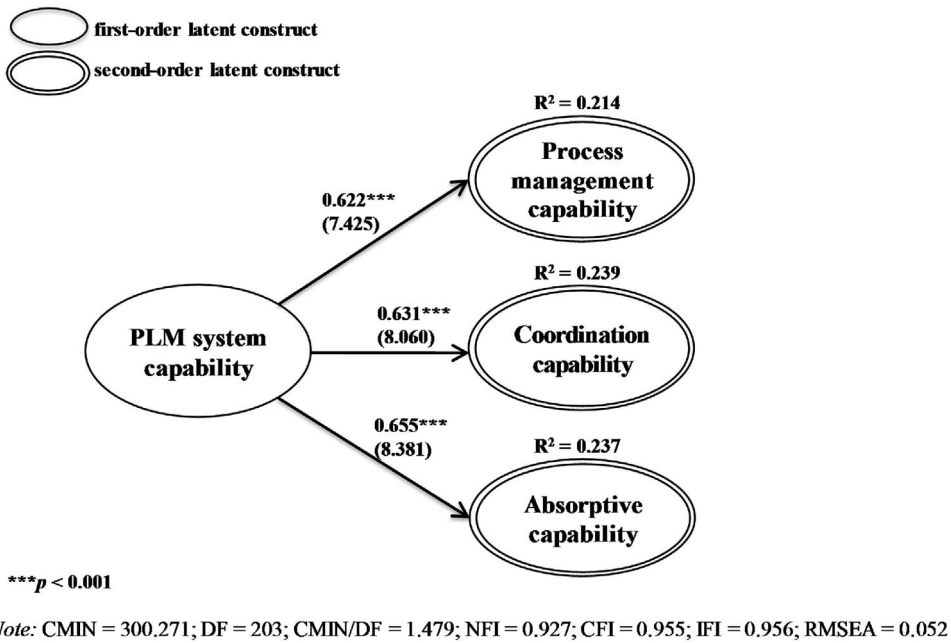 first-order latent construct
second-order latent construct
R² = 0.214
Process
management
capability
0.622***
(7.425)
R² = 0.239
0.631***
(8.060)
Coordination
capability
PLM system
capability
0.655***
(8.381)
R² = 0.237
Absorptive
capability
***p < 0.001
Note: CMIN = 300.271; DF = 203; CMIN/DF = 1.479; NFI = 0.927; CFI = 0.955; IFI = 0.956; RMSEA = 0.052